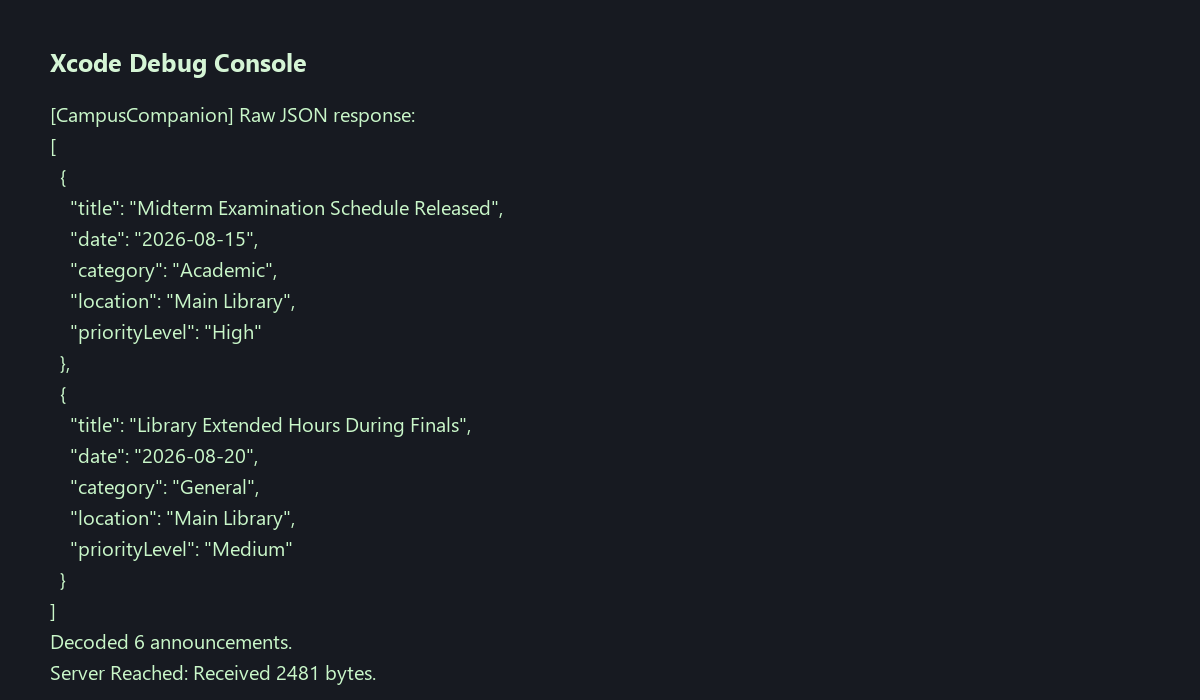 Xcode Debug Console
[CampusCompanion] Raw JSON response:
[
  {
    "title": "Midterm Examination Schedule Released",
    "date": "2026-08-15",
    "category": "Academic",
    "location": "Main Library",
    "priorityLevel": "High"
  },
  {
    "title": "Library Extended Hours During Finals",
    "date": "2026-08-20",
    "category": "General",
    "location": "Main Library",
    "priorityLevel": "Medium"
  }
]
Decoded 6 announcements.
Server Reached: Received 2481 bytes.